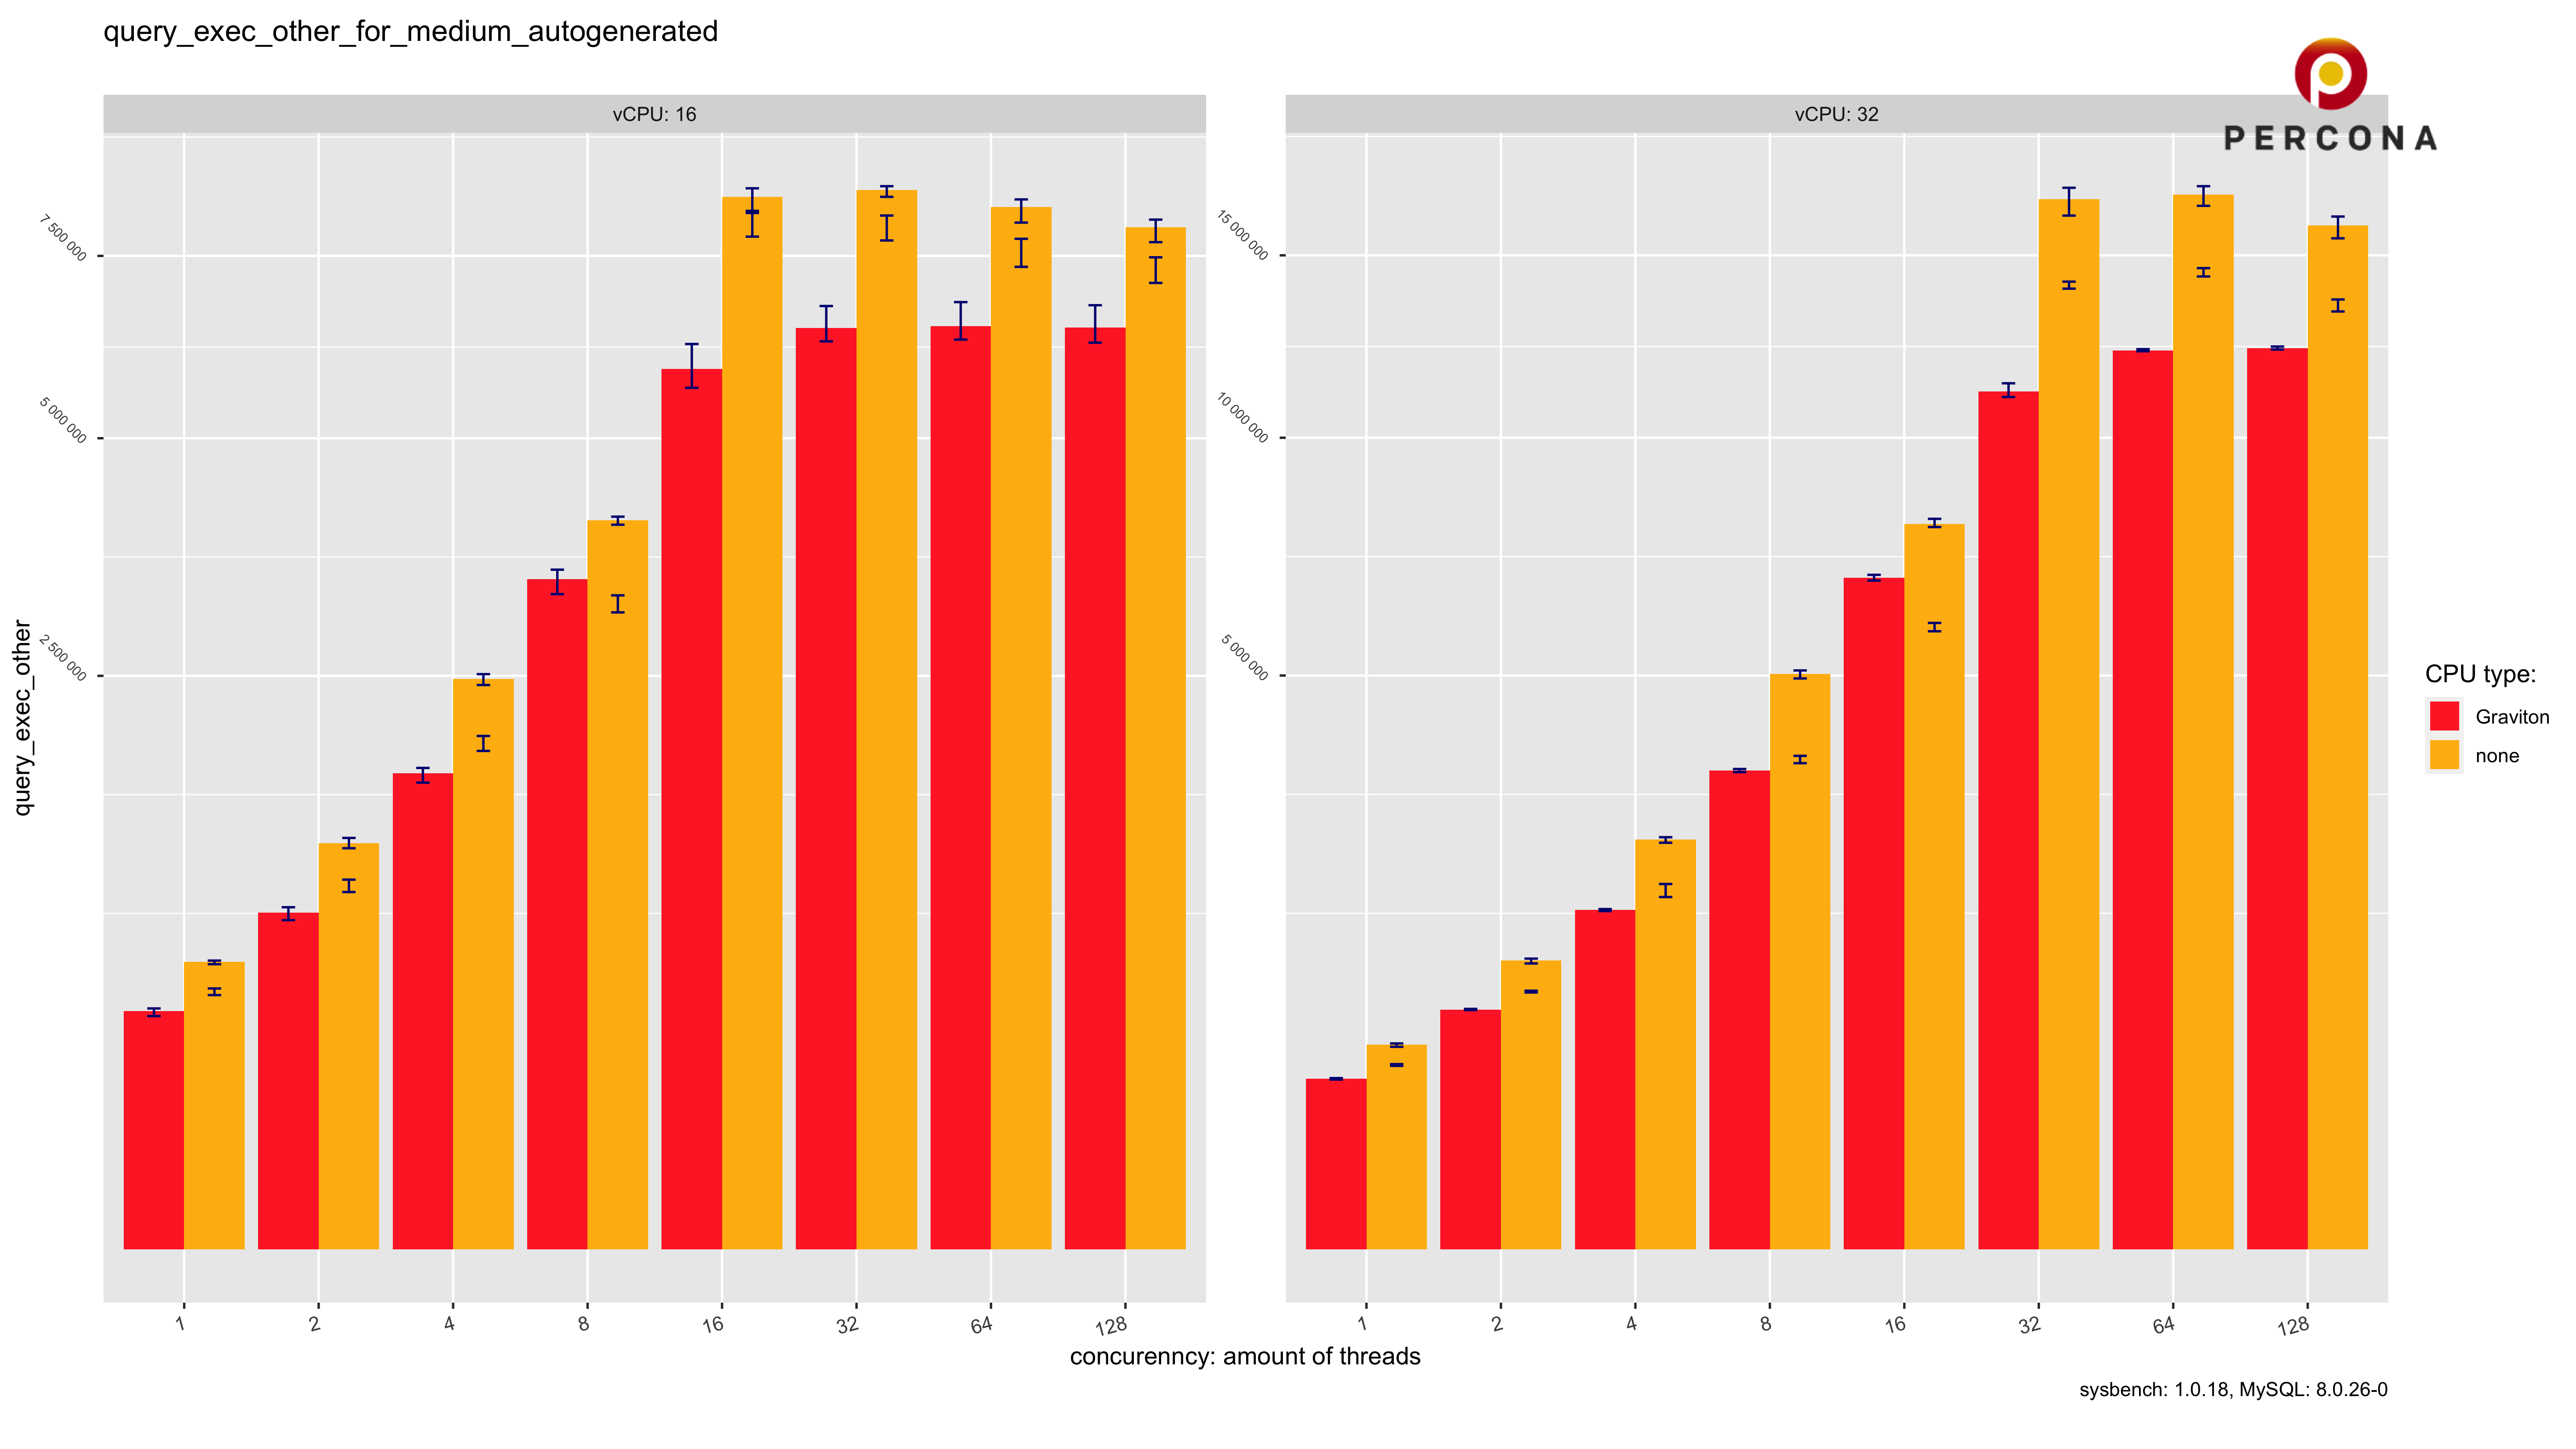 query_exec_other_for_medium_autogenerated
PERCONA
vCPU: 16
vCPU: 32
query_exec_other
7 500 000
5 000 000
2 500 000
15 000 000
10 000 000
5 000 000
1 2 4 8 16 32 64 128
1 2 4 8 16 32 64 128
concurenncy: amount of threads
CPU type:
Graviton
none
sysbench: 1.0.18, MySQL: 8.0.26-0